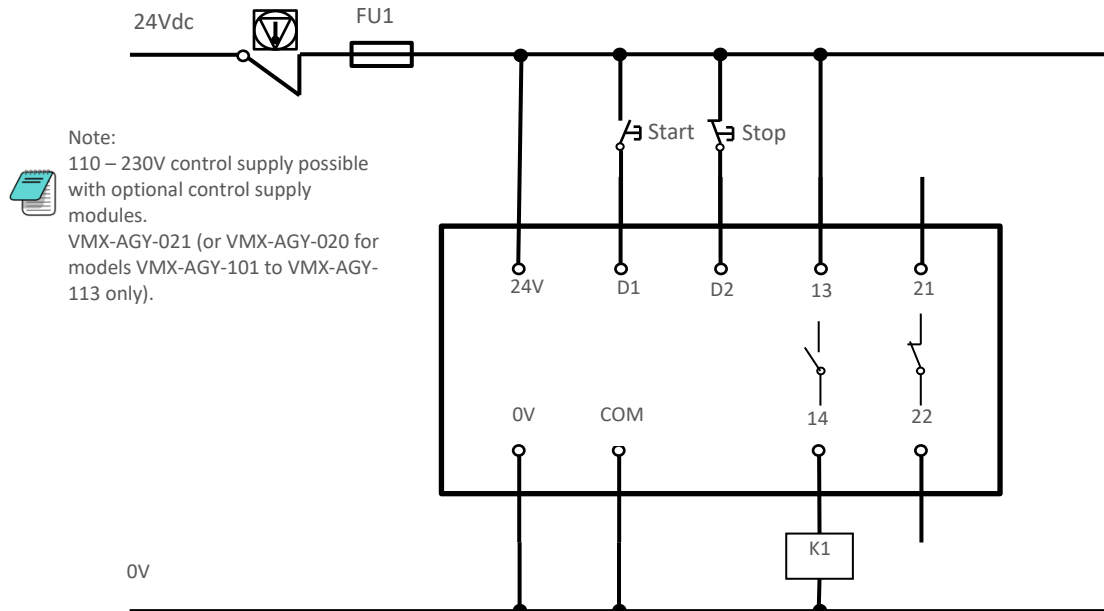 24Vdc
FU1
Note:
110 – 230V control supply possible
with optional control supply
modules.
VMX-AGY-021 (or VMX-AGY-020 for
models VMX-AGY-101 to VMX-AGY-
113 only).
Start
Stop
24V
D1
D2
13
21
0V
COM
14
22
K1
0V